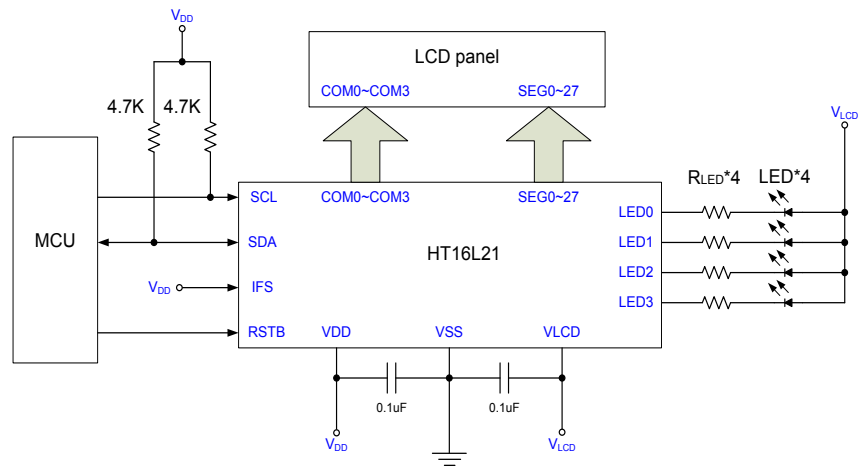 VDD
LCD panel
COM0~COM3 SEG0~27
4.7K 4.7K
VLCD
RLED*4 LED*4
SCL COM0~COM3 SEG0~27
LED0
MCU SDA HT16L21 LED1
VDD IFS LED2
LED3
RSTB VDD VSS VLCD
0.1uF 0.1uF
VDD VLCD